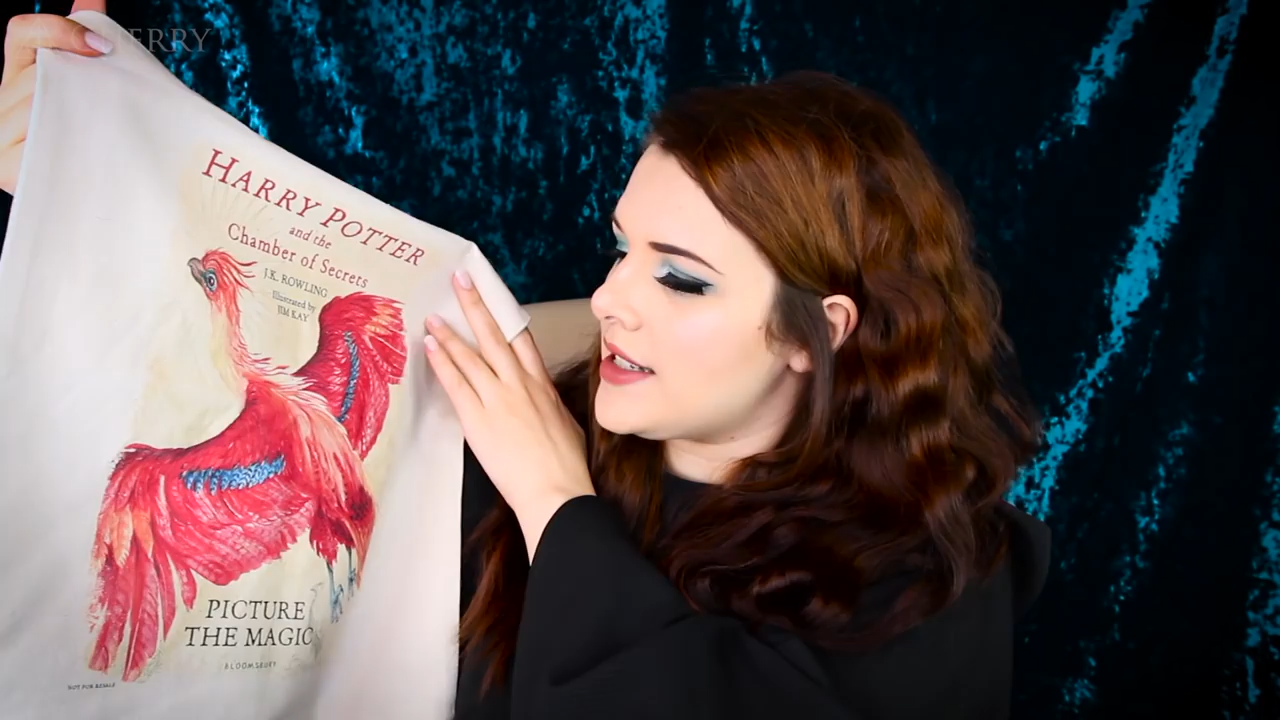 ERRY
HARRY POTTER
and the
Chamber of Secrets
J.K. ROWLING
Illustrated by
JIM KAY
PICTURE
THE MAGIC
BLOOMSBURY
NOT FOR RESALE